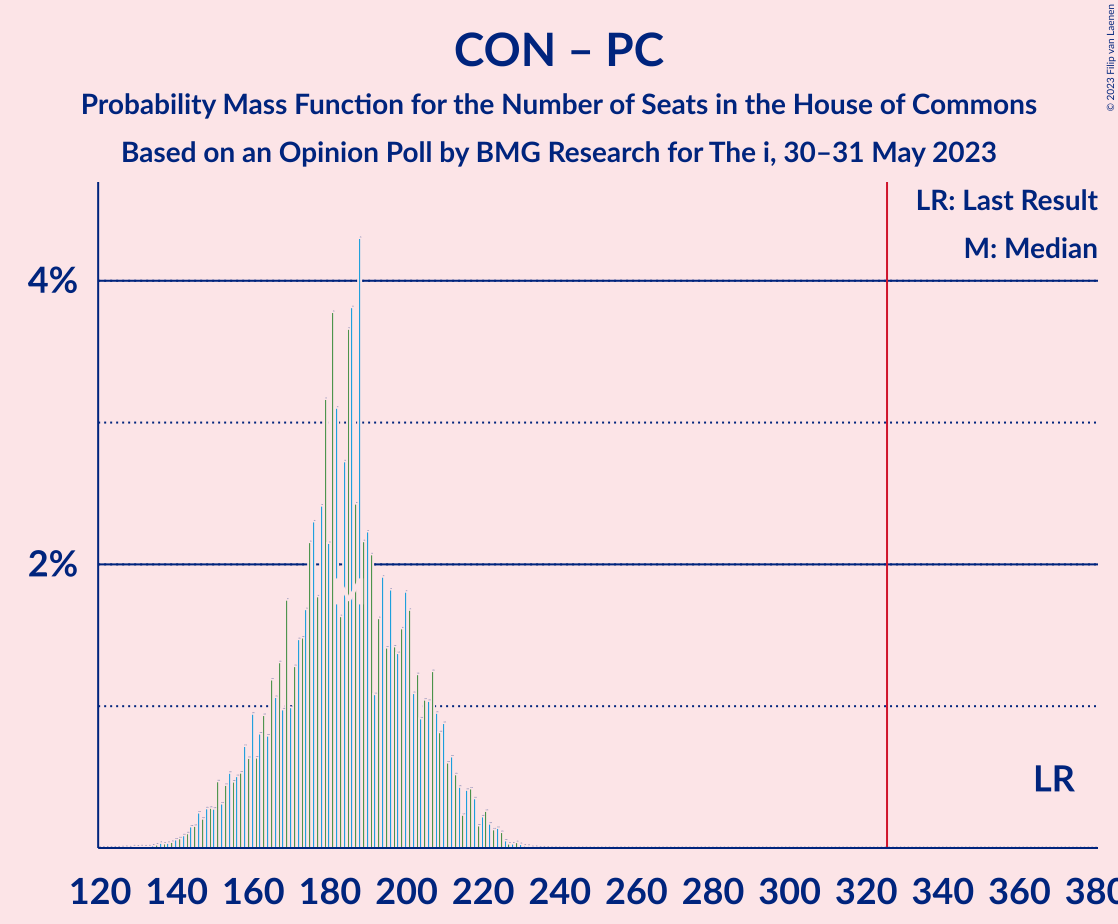 CON – PC
Probability Mass Function for the Number of Seats in the House of Commons
Based on an Opinion Poll by BMG Research for The i, 30–31 May 2023
© 2023 Filip van Laenen
LR: Last Result
M: Median
4%
2%
LR
120 140 160 180 200 220 240 260 280 300 320 340 360 380